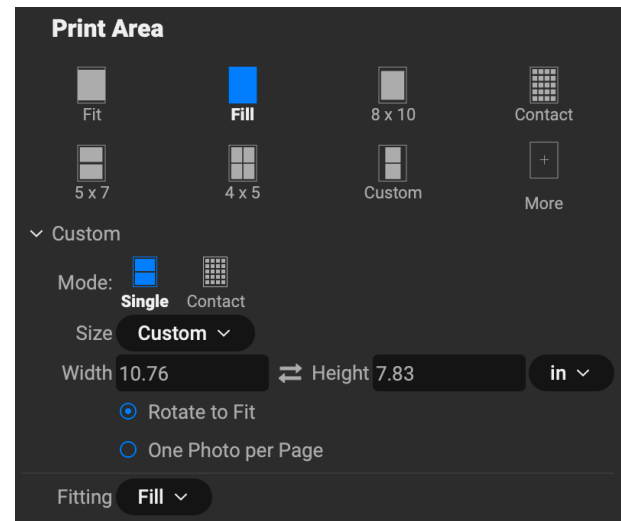 Print Area
Fit Fill 8 x 10 Contact
5 x 7 4 x 5 Custom More
Custom
Mode: Single Contact
Size Custom
Width 10.76 Height 7.83 in
Rotate to Fit
One Photo per Page
Fitting Fill